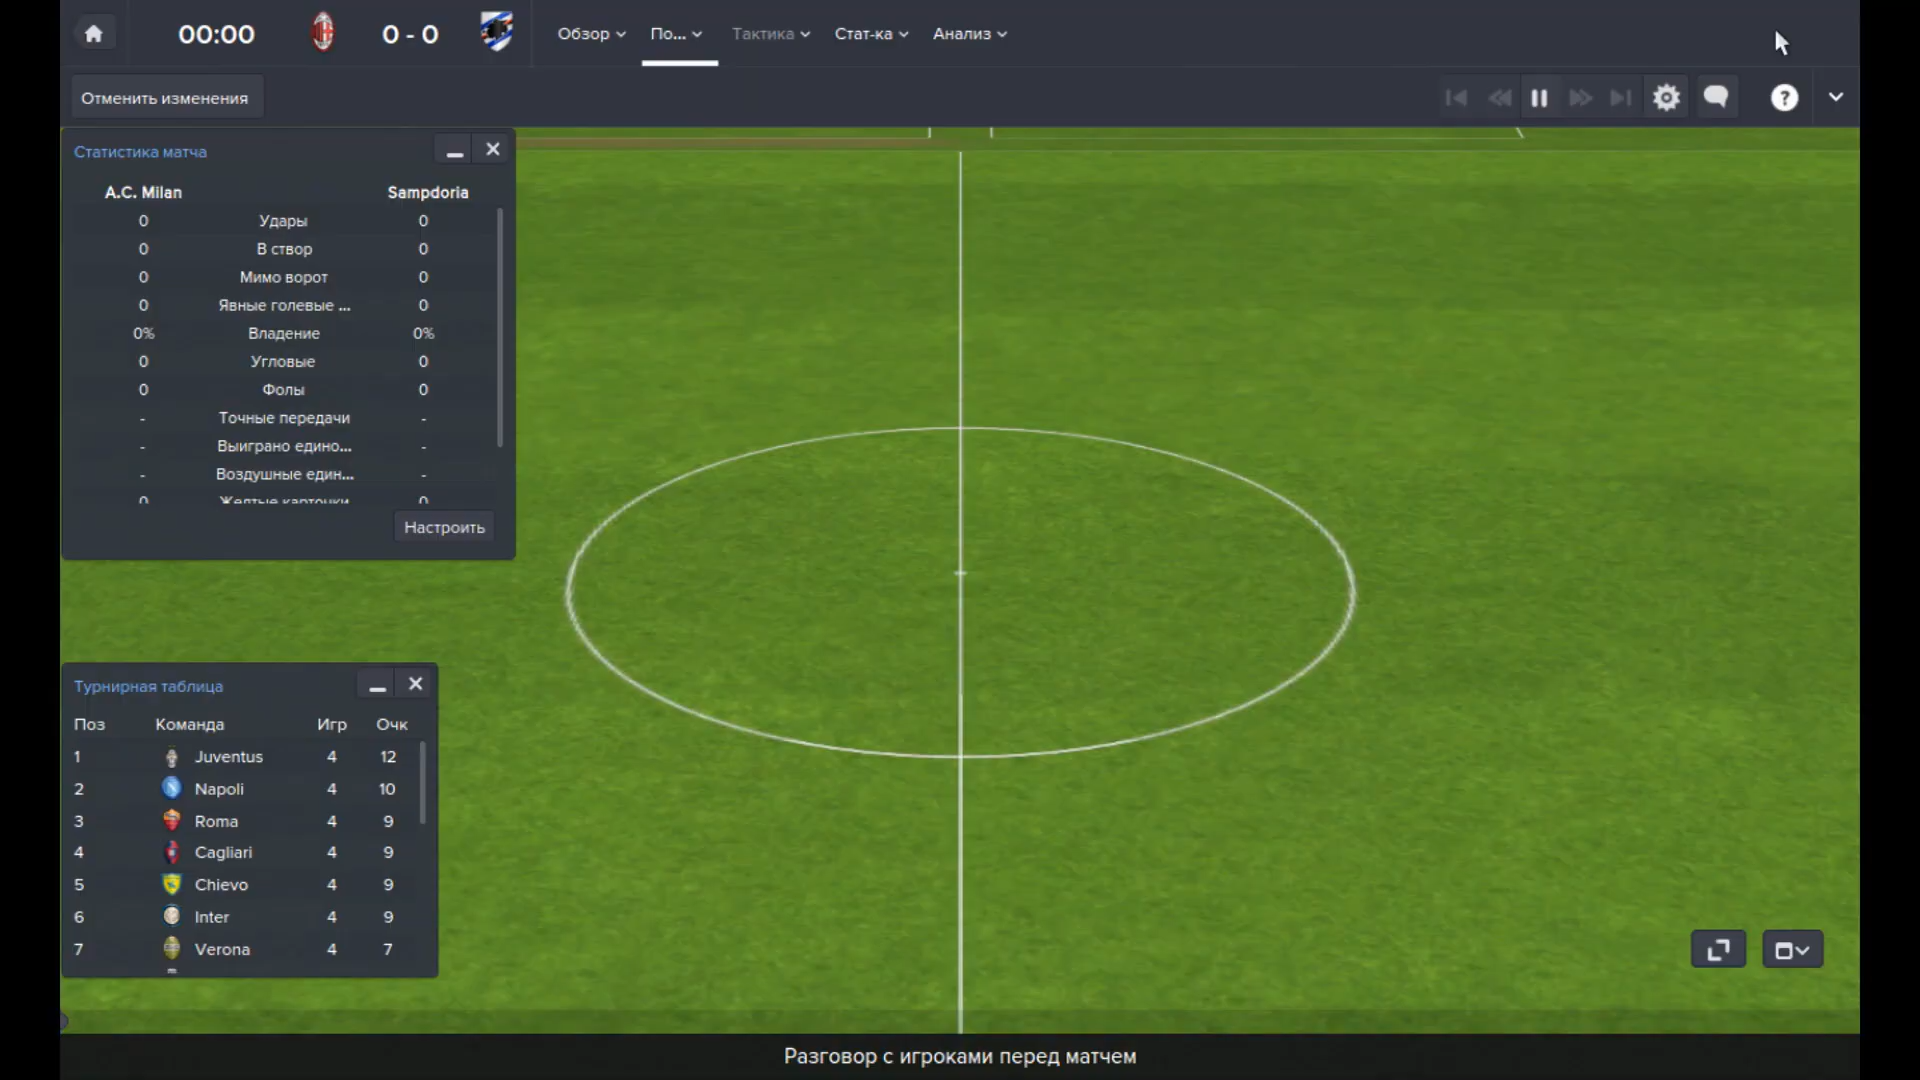 00:00
0 - 0
Обзор
По...
Тактика
Стат-ка
Анализ
Отменить изменения
?
Статистика матча
A.C. Milan Sampdoria
0 Удары 0
0 В створ 0
0 Мимо ворот 0
0 Явные голевые ... 0
0% Владение 0%
0 Угловые 0
0 Фолы 0
- Точные передачи -
- Выиграно едино... -
- Воздушные един... -
0 Желтые карточки 0
Настроить
Турнирная таблица
Поз Команда Игр Очк
1 Juventus 4 12
2 Napoli 4 10
3 Roma 4 9
4 Cagliari 4 9
5 Chievo 4 9
6 Inter 4 9
7 Verona 4 7
Разговор с игроками перед матчем